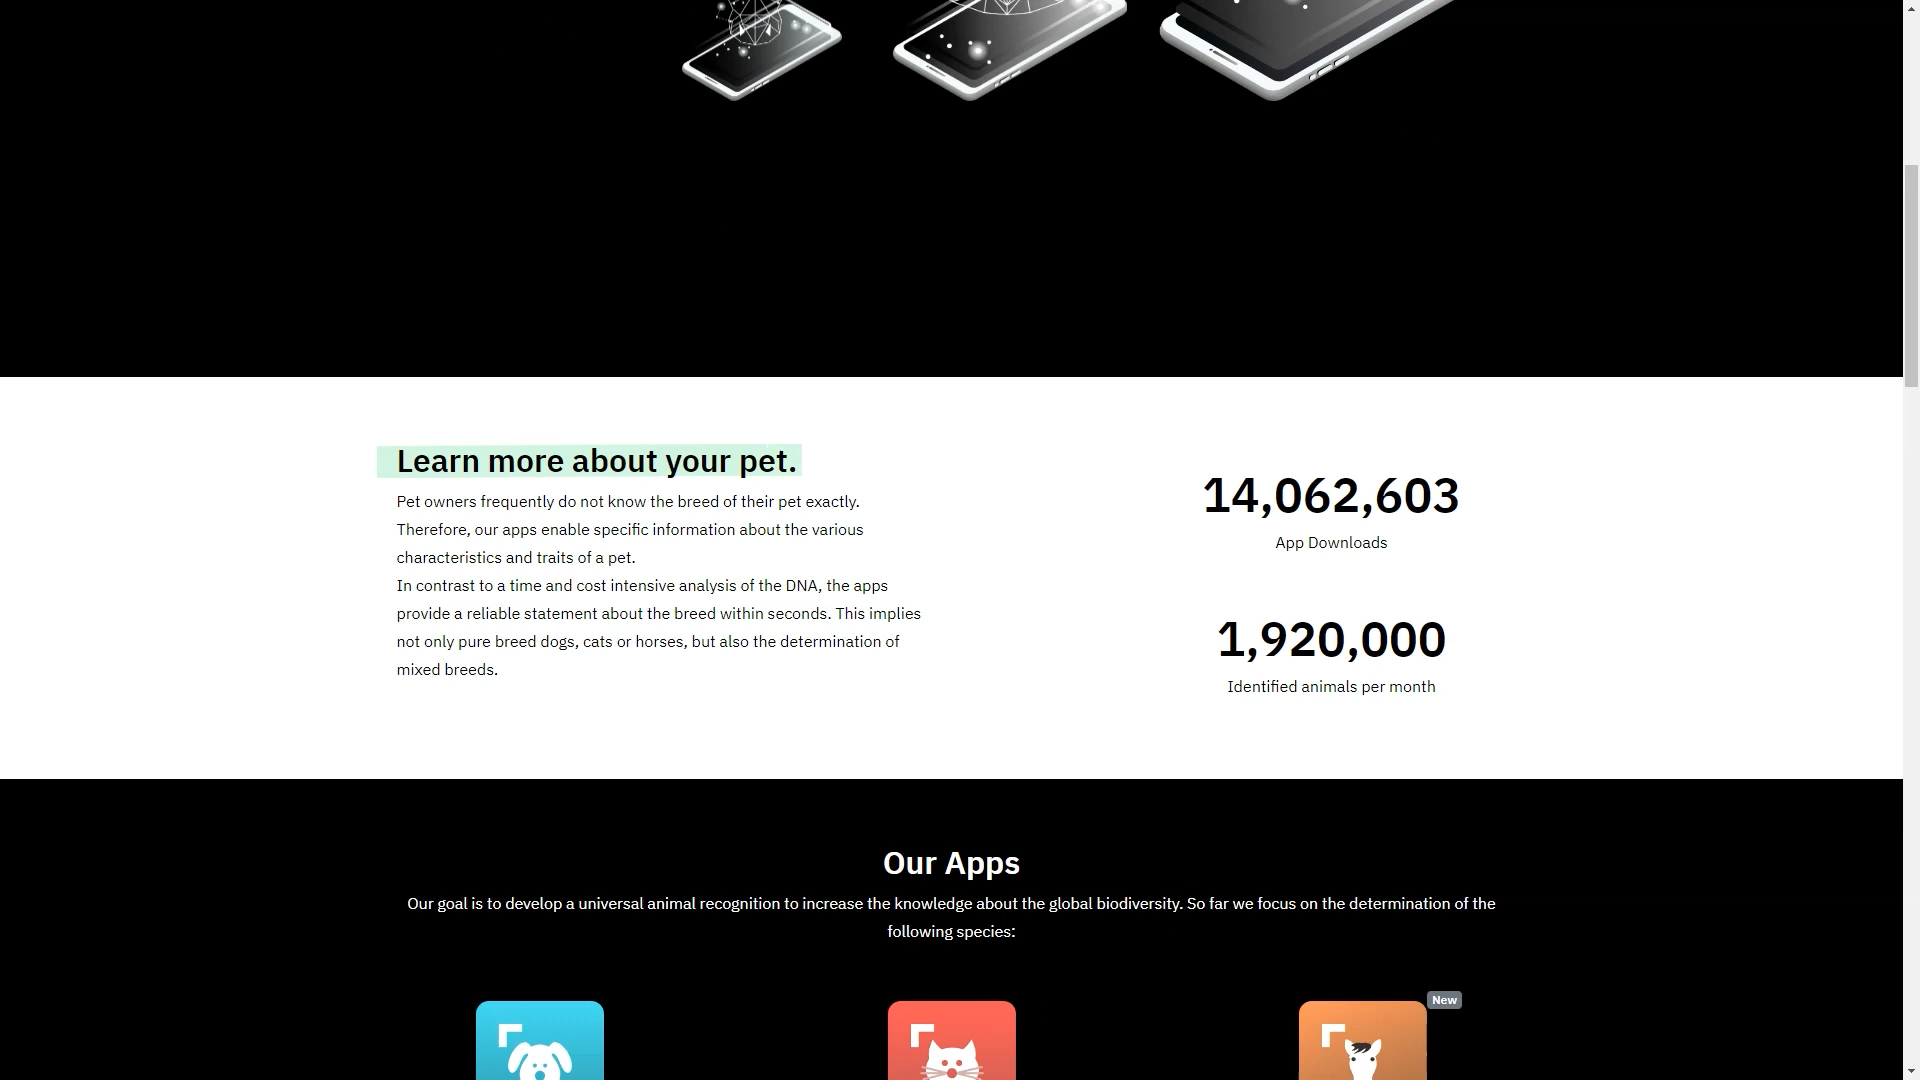 Learn more about your pet.
Pet owners frequently do not know the breed of their pet exactly.
Therefore, our apps enable specific information about the various
characteristics and traits of a pet.
In contrast to a time and cost intensive analysis of the DNA, the apps
provide a reliable statement about the breed within seconds. This implies
not only pure breed dogs, cats or horses, but also the determination of
mixed breeds.
14,062,603
App Downloads
1,920,000
Identified animals per month
Our Apps
Our goal is to develop a universal animal recognition to increase the knowledge about the global biodiversity. So far we focus on the determination of the
following species:
New